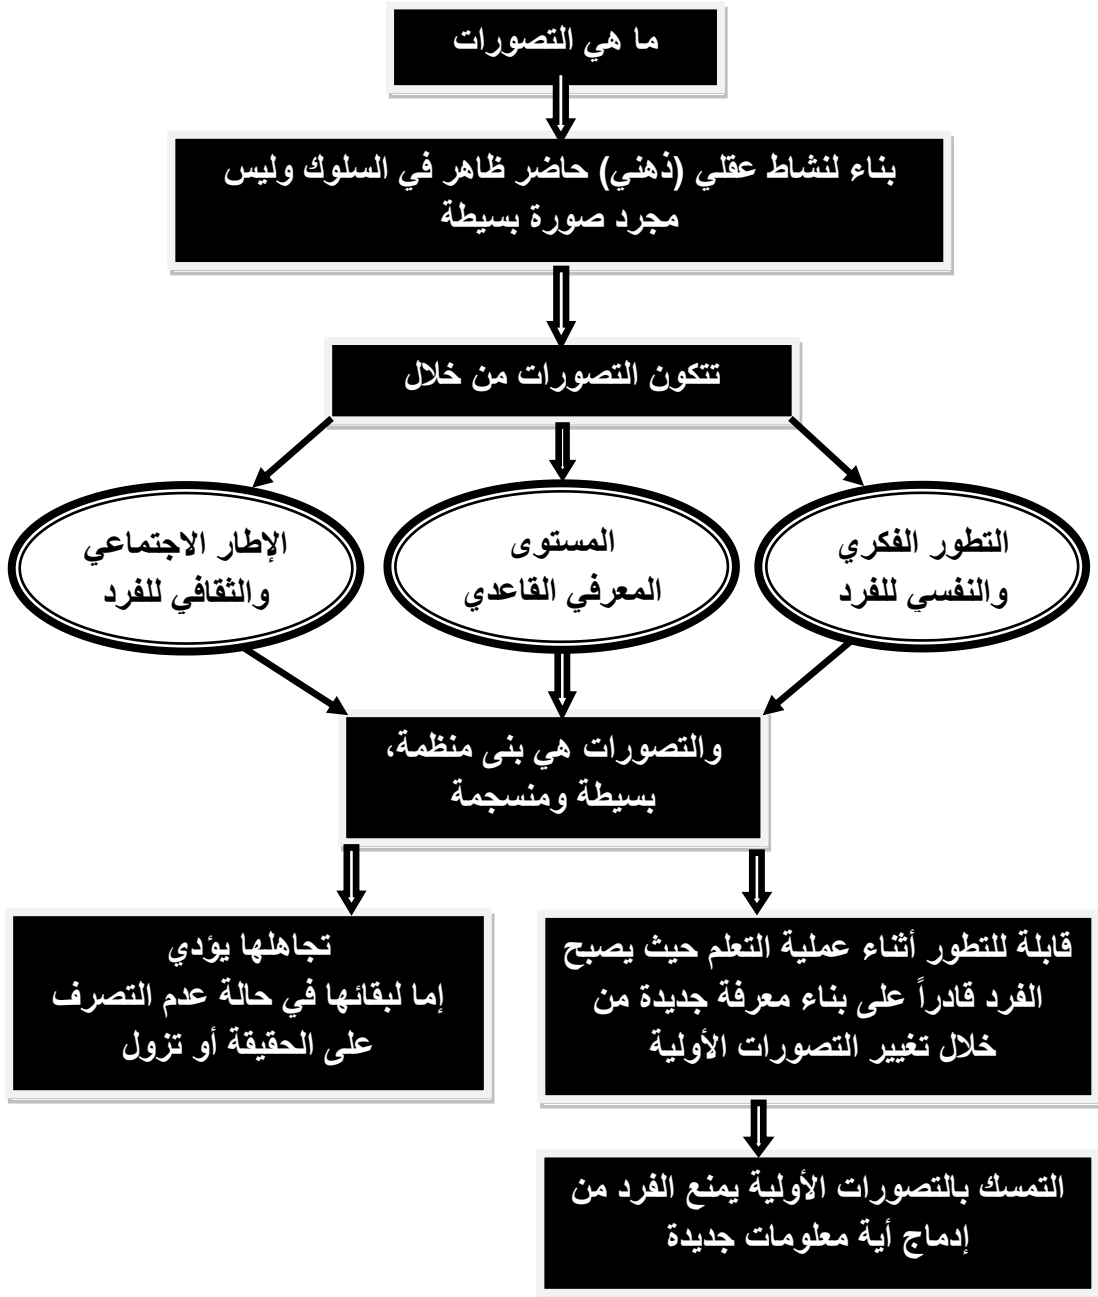 ما هي التصورات
بناء لنشاط عقلي (ذهني) حاضر ظاهر في السلوك وليس
مجرد صورة بسيطة
تتكون التصورات من خلال
التطور الفكري
والنفسي للفرد
المستوى
المعرفي القاعدي
الإطار الاجتماعي
والثقافي للفرد
والتصورات هي بنى منظمة،
بسيطة ومنسجمة
قابلة للتطور أثناء عملية التعلم حيث يصبح
الفرد قادراً على بناء معرفة جديدة من
خلال تغيير التصورات الأولية
تجاهلها يؤدي
إما لبقائها في حالة عدم التصرف
على الحقيقة أو تزول
التمسك بالتصورات الأولية يمنع الفرد من
إدماج أية معلومات جديدة